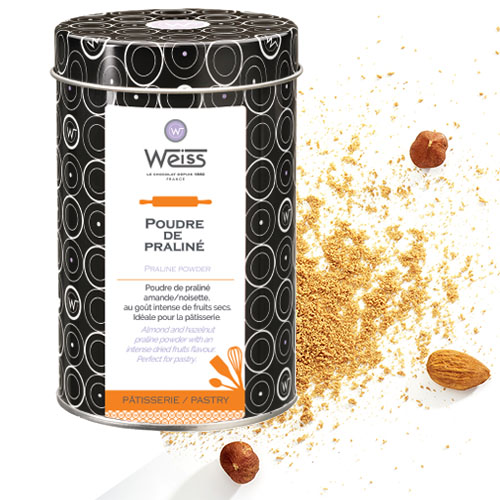 W
Weiss
LE CHOCOLAT DEPUIS 1882
FRANCE
POUDRE
DE
PRALINÉ
PRALINE POWDER
Poudre de praliné
amande/noisette,
au goût intense de fruits secs.
Idéale pour la pâtisserie.
Almond and hazelnut
praline powder with an
intense dried fruits flavour.
Perfect for pastry.
PÂTISSERIE / PASTRY